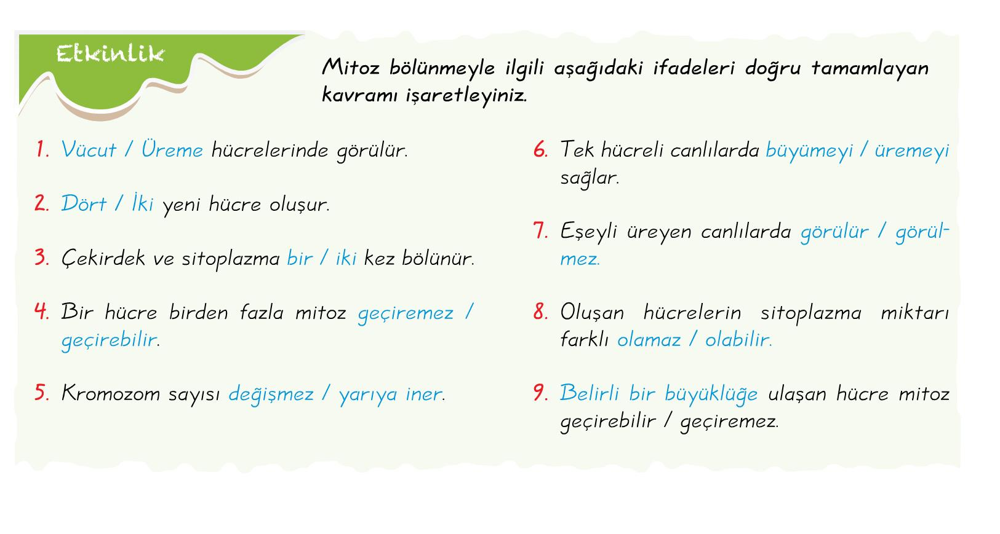 Etkinlik
Mitoz bölünmeyle ilgili aşağıdaki ifadeleri doğru tamamlayan
kavramı işaretleyiniz.
1. Vücut / Üreme hücrelerinde görülür.
2. Dört / İki yeni hücre oluşur.
3. Çekirdek ve sitoplazma bir / iki kez bölünür.
4. Bir hücre birden fazla mitoz geçiremez /
geçirebilir.
5. Kromozom sayısı değişmez / yarıya iner.
6. Tek hücreli canlılarda büyümeyi / üremeyi
sağlar.
7. Eşeyli üreyen canlılarda görülür / görül-
mez.
8. Oluşan hücrelerin sitoplazma miktarı
farklı olamaz / olabilir.
9. Belirli bir büyüklüğe ulaşan hücre mitoz
geçirebilir / geçiremez.